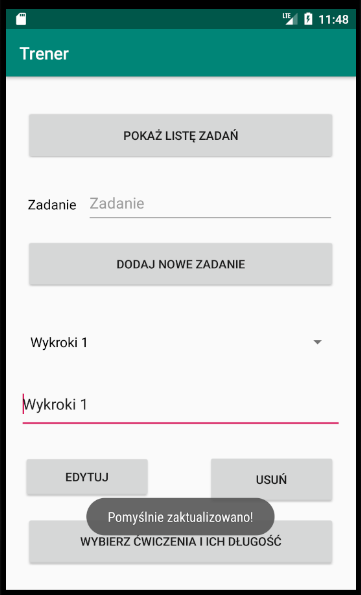 LTE 11:48
Trener
POKAŻ LISTĘ ZADAŃ
Zadanie Zadanie
DODAJ NOWE ZADANIE
Wykroki 1
Wykroki 1
EDYTUJ USUŃ
Pomyślnie zaktualizowano!
WYBIERZ ĆWICZENIA I ICH DŁUGOŚĆ